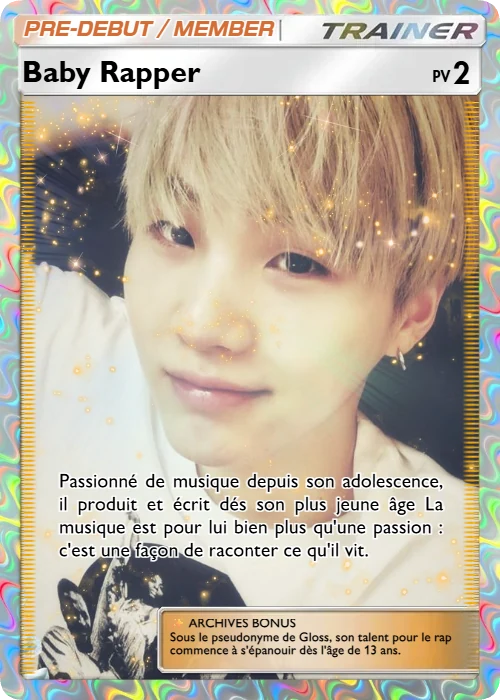 PRE-DEBUT / MEMBER
TRAINER
Baby Rapper
PV 2
Passionné de musique depuis son adolescence,
il produit et écrit dés son plus jeune âge La
musique est pour lui bien plus qu'une passion :
c'est une façon de raconter ce qu'il vit.
ARCHIVES BONUS
Sous le pseudonyme de Gloss, son talent pour le rap
commence à s'épanouir dès l'âge de 13 ans.